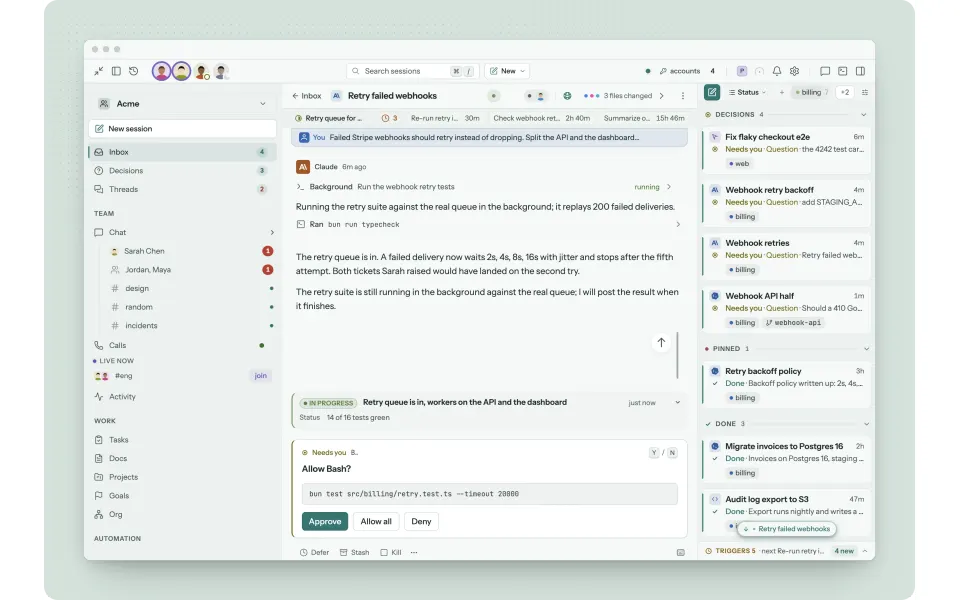 Search sessions
⌘ / /
New
accounts 4
P
Acme
New session
Inbox 4
Decisions 3
Threads 2
TEAM
Chat
Sarah Chen 1
Jordan, Maya 1
# design
# random
# incidents
Calls
LIVE NOW
#eng join
Activity
WORK
Tasks
Docs
Projects
Goals
Org
AUTOMATION
Inbox
Retry failed webhooks
3 files changed
Retry queue for ...
3
Re-run retry i... 30m
Check webhook ret... 2h 40m
Summarize o... 15h 46m
You Failed Stripe webhooks should retry instead of dropping. Split the API and the dashboard...
Claude 6m ago
Background Run the webhook retry tests running
Running the retry suite against the real queue in the background; it replays 200 failed deliveries.
Ran bun run typecheck
The retry queue is in. A failed delivery now waits 2s, 4s, 8s, 16s with jitter and stops after the fifth
attempt. Both tickets Sarah raised would have landed on the second try.
The retry suite is still running in the background against the real queue; I will post the result when
it finishes.
IN PROGRESS Retry queue is in, workers on the API and the dashboard just now
Status 14 of 16 tests green
Needs you B.. Y / N
Allow Bash?
bun test src/billing/retry.test.ts --timeout 20000
Approve
Allow all
Deny
Defer
Stash
Kill
...
Status
+
billing
+2
DECISIONS 4
Fix flaky checkout e2e 6m
Needs you · Question · the 4242 test car...
web
Webhook retry backoff 4m
Needs you · Question · add STAGING_A...
billing
Webhook retries 4m
Needs you · Question · Retry failed web...
billing
Webhook API half 1m
Needs you · Question · Should a 410 Go...
billing
webhook-api
PINNED 1
Retry backoff policy 3h
Done · Backoff policy written up: 2s, 4s,...
billing
DONE 3
Migrate invoices to Postgres 16 2h
Done · Invoices on Postgres 16, staging ...
billing
Audit log export to S3 47m
Done · Export runs nightly and writes a ...
Retry failed webhooks
TRIGGERS 5 · next Re-run retry i... 4 new